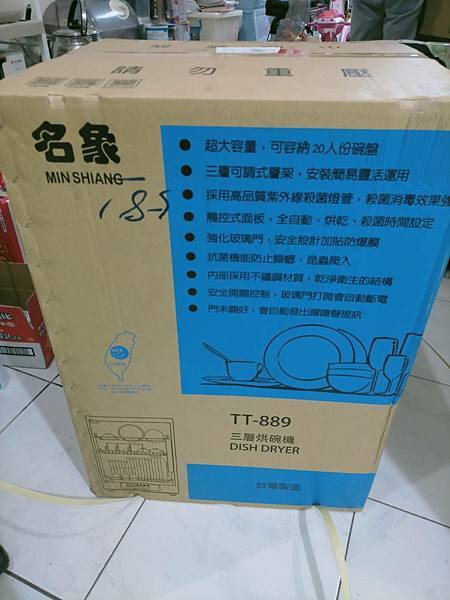 請勿重壓
名象
MIN SHIANG
● 超大容量，可容納 20人份碗盤
● 三層可調式層架，安裝簡易靈活運用
● 採用高品質紫外線殺菌燈管，殺菌消毒效果強
● 觸控式面板，全自動、烘乾、殺菌時間設定
● 強化玻璃門，安全設計加貼防爆膜
● 抗菌機能防止蟑螂、昆蟲爬入
● 內部採用不鏽鋼材質，乾淨衛生的結構
● 安全開關控制，玻璃門打開會自動斷電
● 門未關好，會自動發出嗶嗶聲提訊
TT-889
三層烘碗機
DISH DRYER
台灣製造